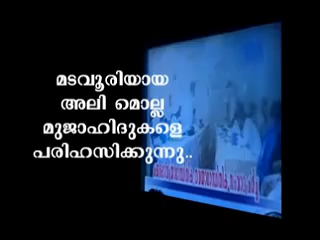 മടവൂരിയായ
അലി മൊല്ല
മുജാഹിദുകളെ
പരിഹസിക്കുന്നു..